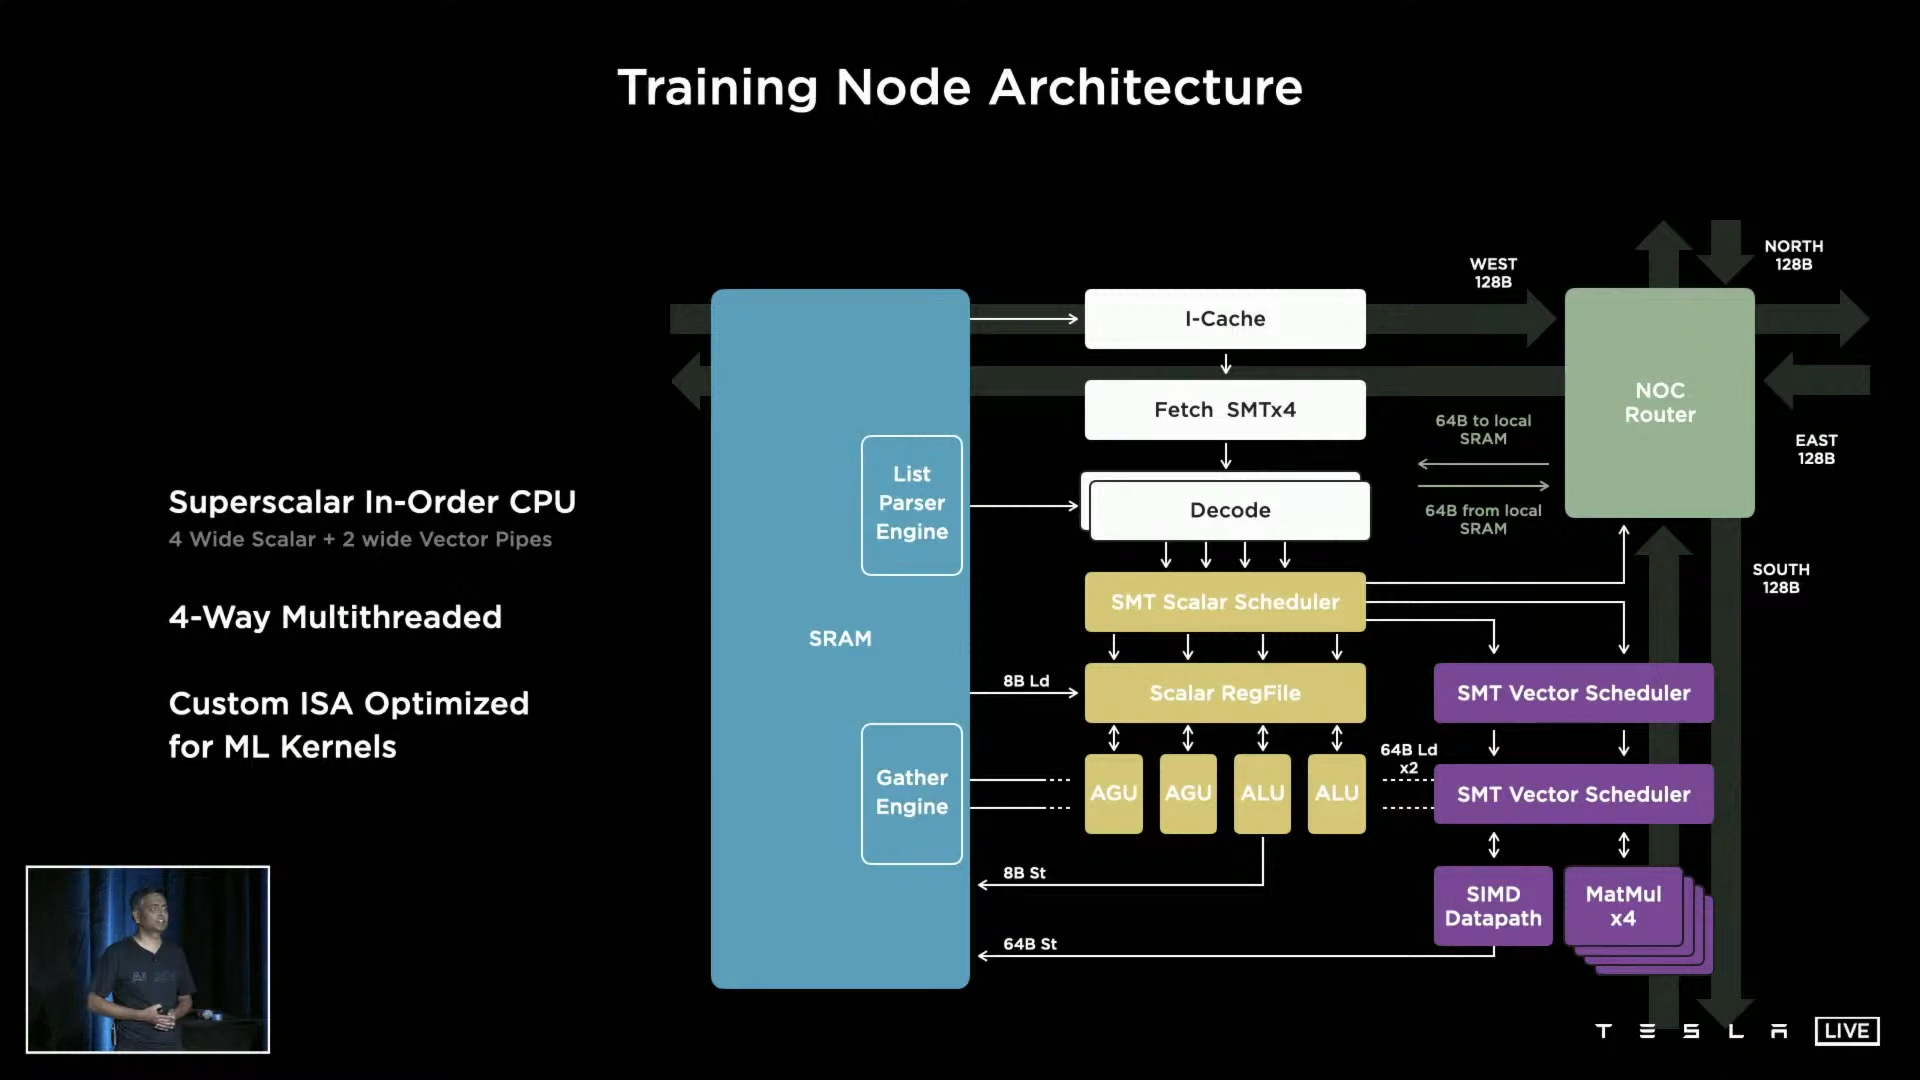 Training Node Architecture
Superscalar In-Order CPU
4 Wide Scalar + 2 wide Vector Pipes
4-Way Multithreaded
Custom ISA Optimized
for ML Kernels
SRAM
List
Parser
Engine
Gather
Engine
I-Cache
Fetch SMTx4
Decode
SMT Scalar Scheduler
8B Ld
Scalar RegFile
AGU
AGU
ALU
ALU
8B St
64B St
WEST
128B
NORTH
128B
NOC
Router
64B to local
SRAM
64B from local
SRAM
EAST
128B
SOUTH
128B
SMT Vector Scheduler
64B Ld
x2
SMT Vector Scheduler
SIMD
Datapath
MatMul
x4
TESLA LIVE